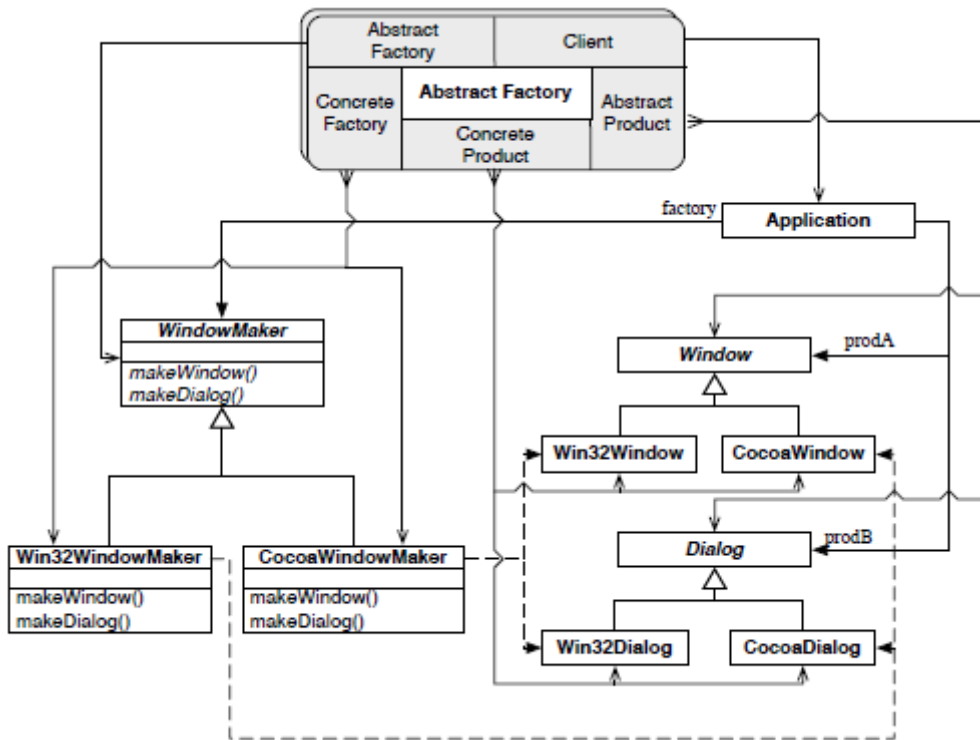 Abstract
Factory
Client
Concrete
Factory
Abstract Factory
Abstract
Product
Concrete
Product
factory
Application
WindowMaker
makeWindow()
makeDialog()
Window
prodA
Win32Window
CocoaWindow
Dialog
prodB
Win32WindowMaker
makeWindow()
makeDialog()
CocoaWindowMaker
makeWindow()
makeDialog()
Win32Dialog
CocoaDialog